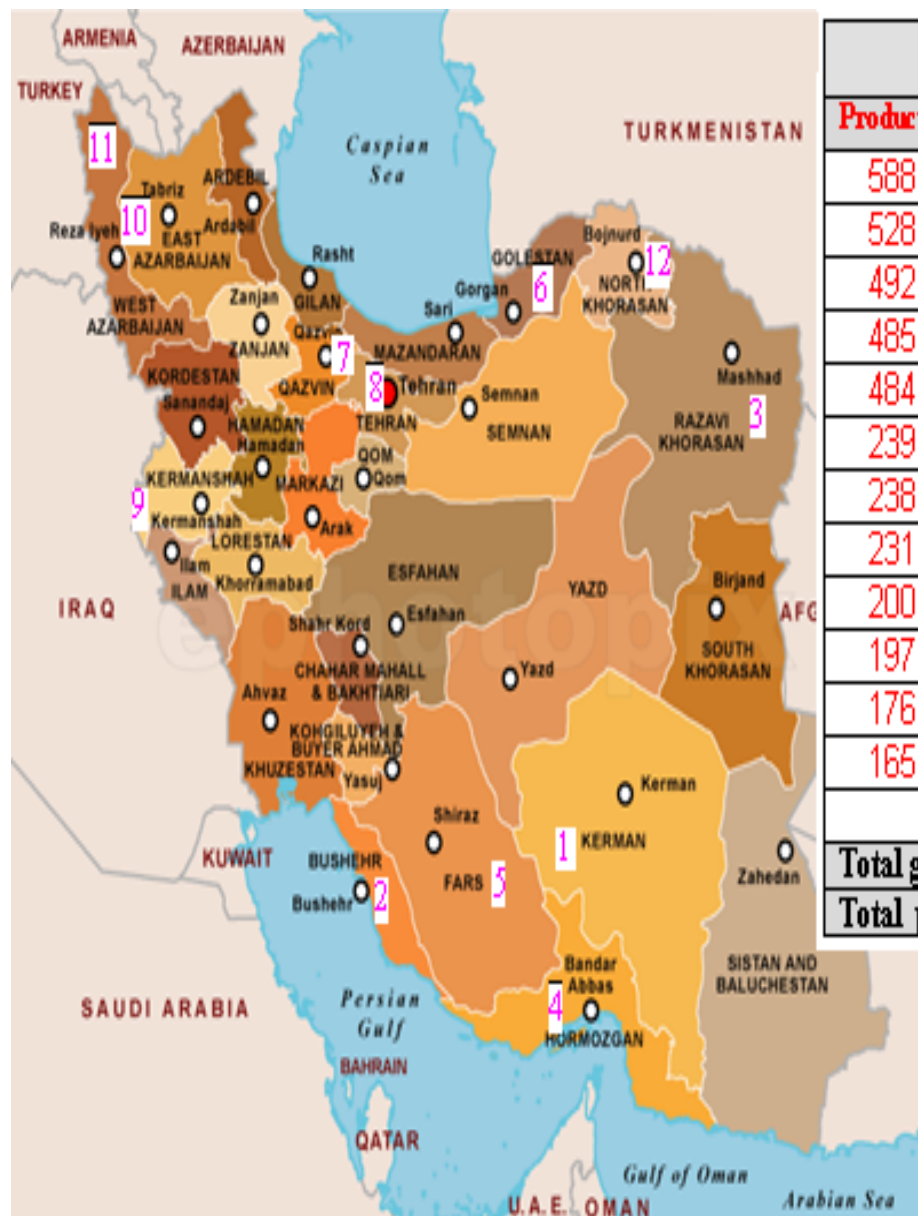 ARMENIA
AZERBAIJAN
TURKEY
Caspian
Sea
TURKMENISTAN
11
Tabriz
ARDEBIL
10
Reza Iyeh
EAST
AZARBAIJAN
Ardabil
Rasht
GILAN
GOLESTAN
Bojnurd
12
NORTH
KHORASAN
Gorgan
6
Sari
MAZANDARAN
WEST
AZARBAIJAN
Zanjan
ZANJAN
Qazvin
7
QAZVIN
8
Tehran
TEHRAN
Semnan
SEMNAN
Mashhad
RAZAVI
KHORASAN
3
KORDESTAN
Sanandaj
HAMADAN
Hamadan
QOM
Qom
MARKAZI
Arak
KERMANSHAH
9
Kermanshah
LORESTAN
Khorramabad
Ilam
ILAM
IRAQ
ESFAHAN
Esfahan
YAZD
Yazd
Birjand
SOUTH
KHORASAN
AFG
ephotopix
Shahr Kord
CHAHAR MAHALL
& BAKHTIARI
Ahvaz
KHUZESTAN
KOHGILUYEH &
BUYER AHMAD
Yasuj
Kerman
1
KERMAN
Shiraz
FARS
5
KUWAIT
BUSHEHR
Bushehr
2
Zahedan
SISTAN AND
BALUCHESTAN
Bandar
Abbas
4
HORMOZGAN
SAUDI ARABIA
Persian
Gulf
BAHRAIN
QATAR
U.A.E.
OMAN
Gulf of Oman
Arabian Sea
Product
588
528
492
485
484
239
238
231
200
197
176
165
Total g
Total p